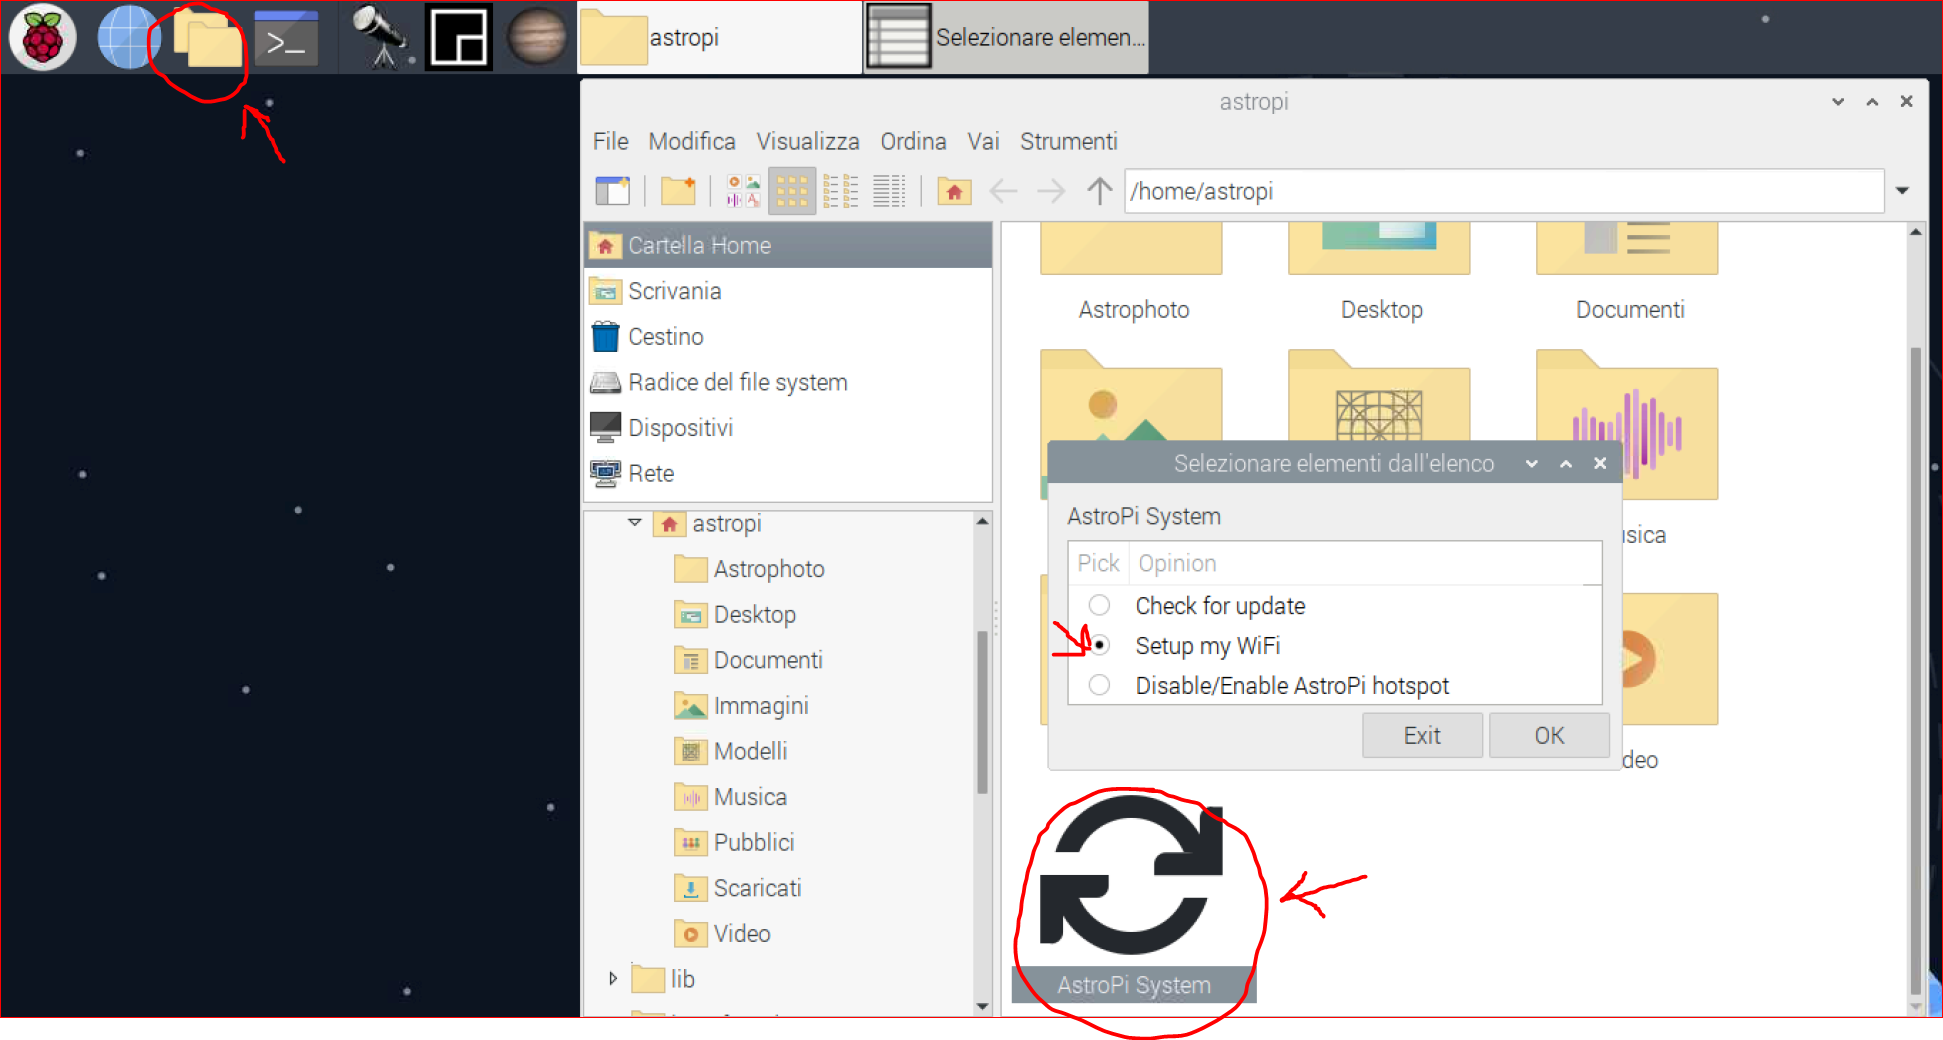 >_
astropi
Selezionare elemen...
astropi
File Modifica Visualizza Ordina Vai Strumenti
/home/astropi
Cartella Home
Scrivania
Cestino
Radice del file system
Dispositivi
Rete
astropi
Astrophoto
Desktop
Documenti
Immagini
Modelli
Musica
Pubblici
Scaricati
Video
lib
Astrophoto Desktop Documenti
sica
deo
Selezionare elementi dall'elenco
AstroPi System
Pick Opinion
Check for update
Setup my WiFi
Disable/Enable AstroPi hotspot
Exit OK
AstroPi System